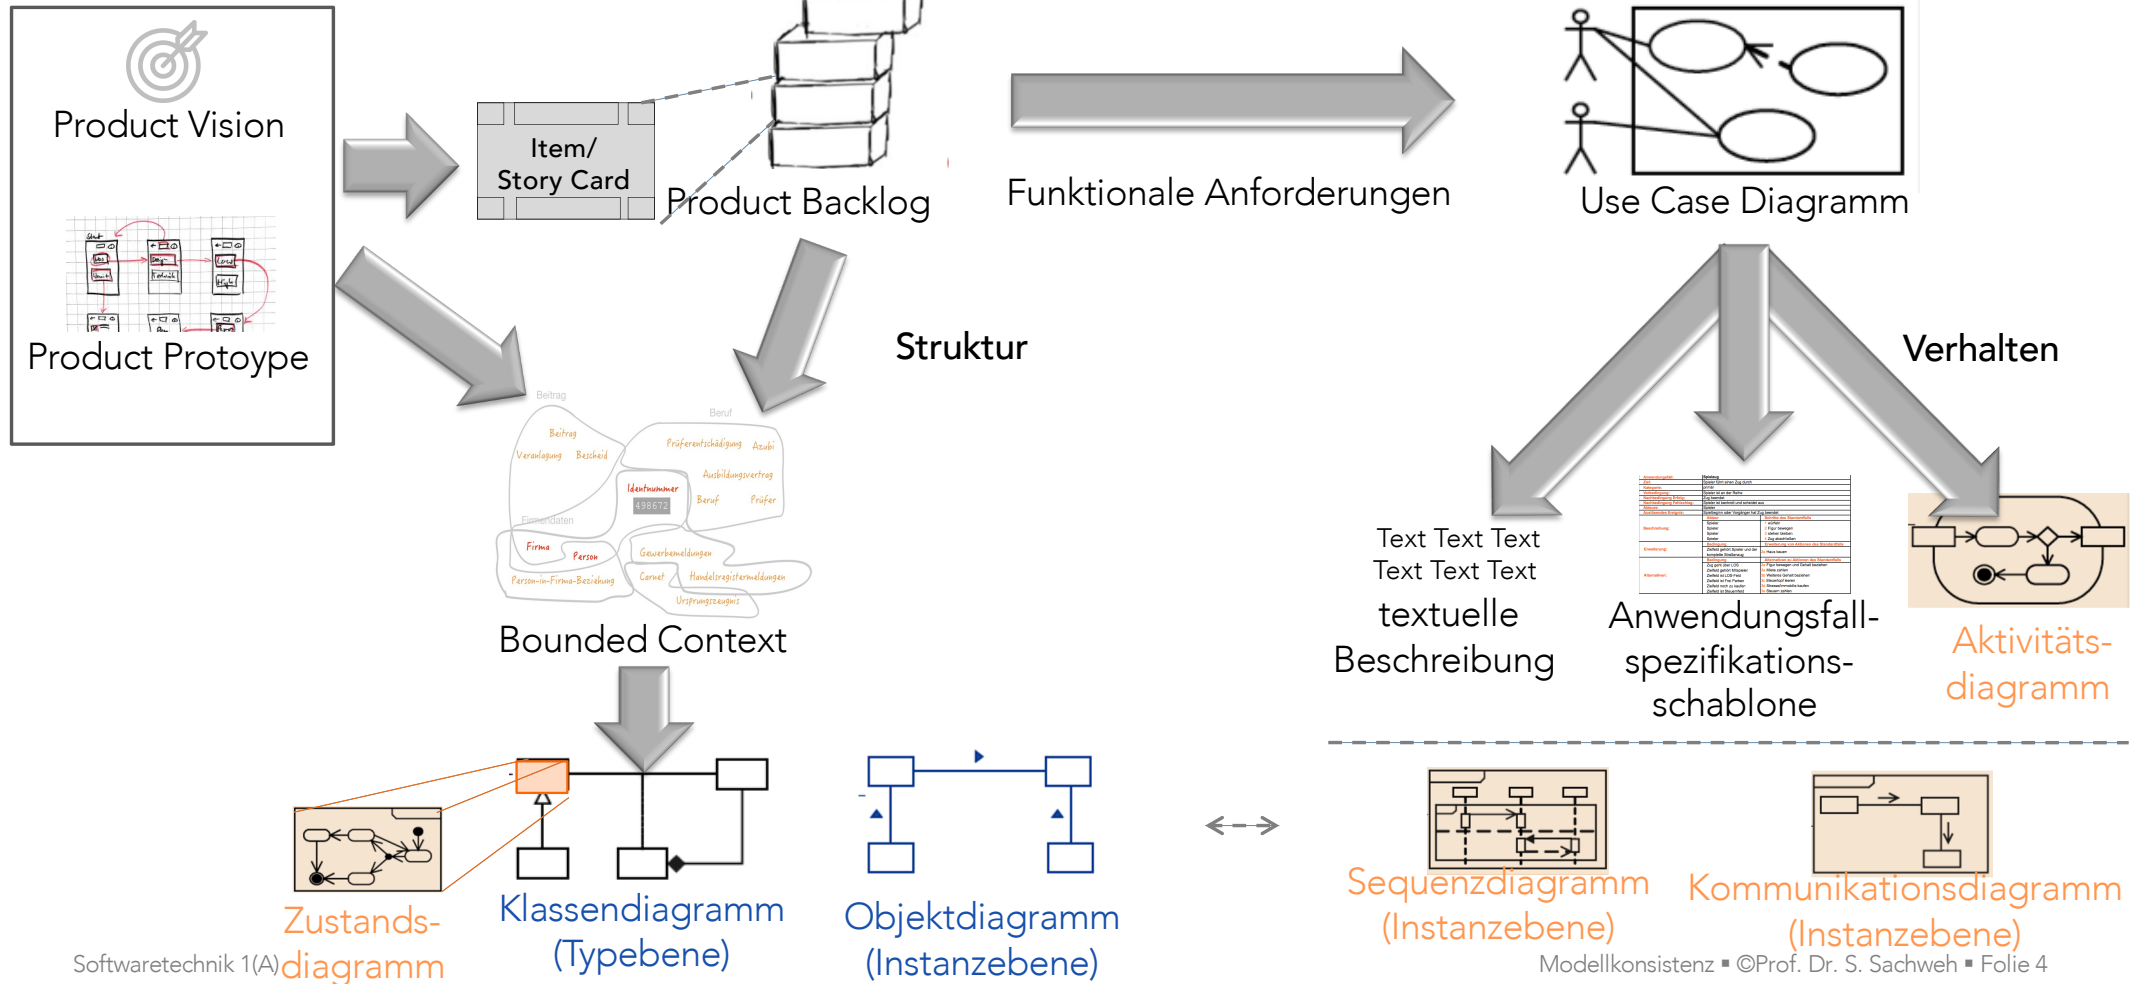 Product Vision
Start
Product Protoype
Item/
Story Card
Product Backlog
Funktionale Anforderungen
Use Case Diagramm
Struktur
Verhalten
Beitrag
Beitrag
Veranlagung Bescheid
Beruf
Prüferentschädigung Azubi
Ausbildungsvertrag
Beruf Prüfer
Identnummer
498672
Firmendaten
Firma
Person
Person-in-Firma-Beziehung
Gewerbemeldungen
Carnet Handelsregistermeldungen
Ursprungszeugnis
Bounded Context
Text Text Text
Text Text Text
textuelle
Beschreibung
Anwendungsfall-
spezifikations-
schablone
Aktivitäts-
diagramm
Zustands-
diagramm
Klassendiagramm
(Typebene)
Objektdiagramm
(Instanzebene)
Sequenzdiagramm
(Instanzebene)
Kommunikationsdiagramm
(Instanzebene)
Softwaretechnik 1(A)
Modellkonsistenz ▪ ©Prof. Dr. S. Sachweh ▪ Folie 4